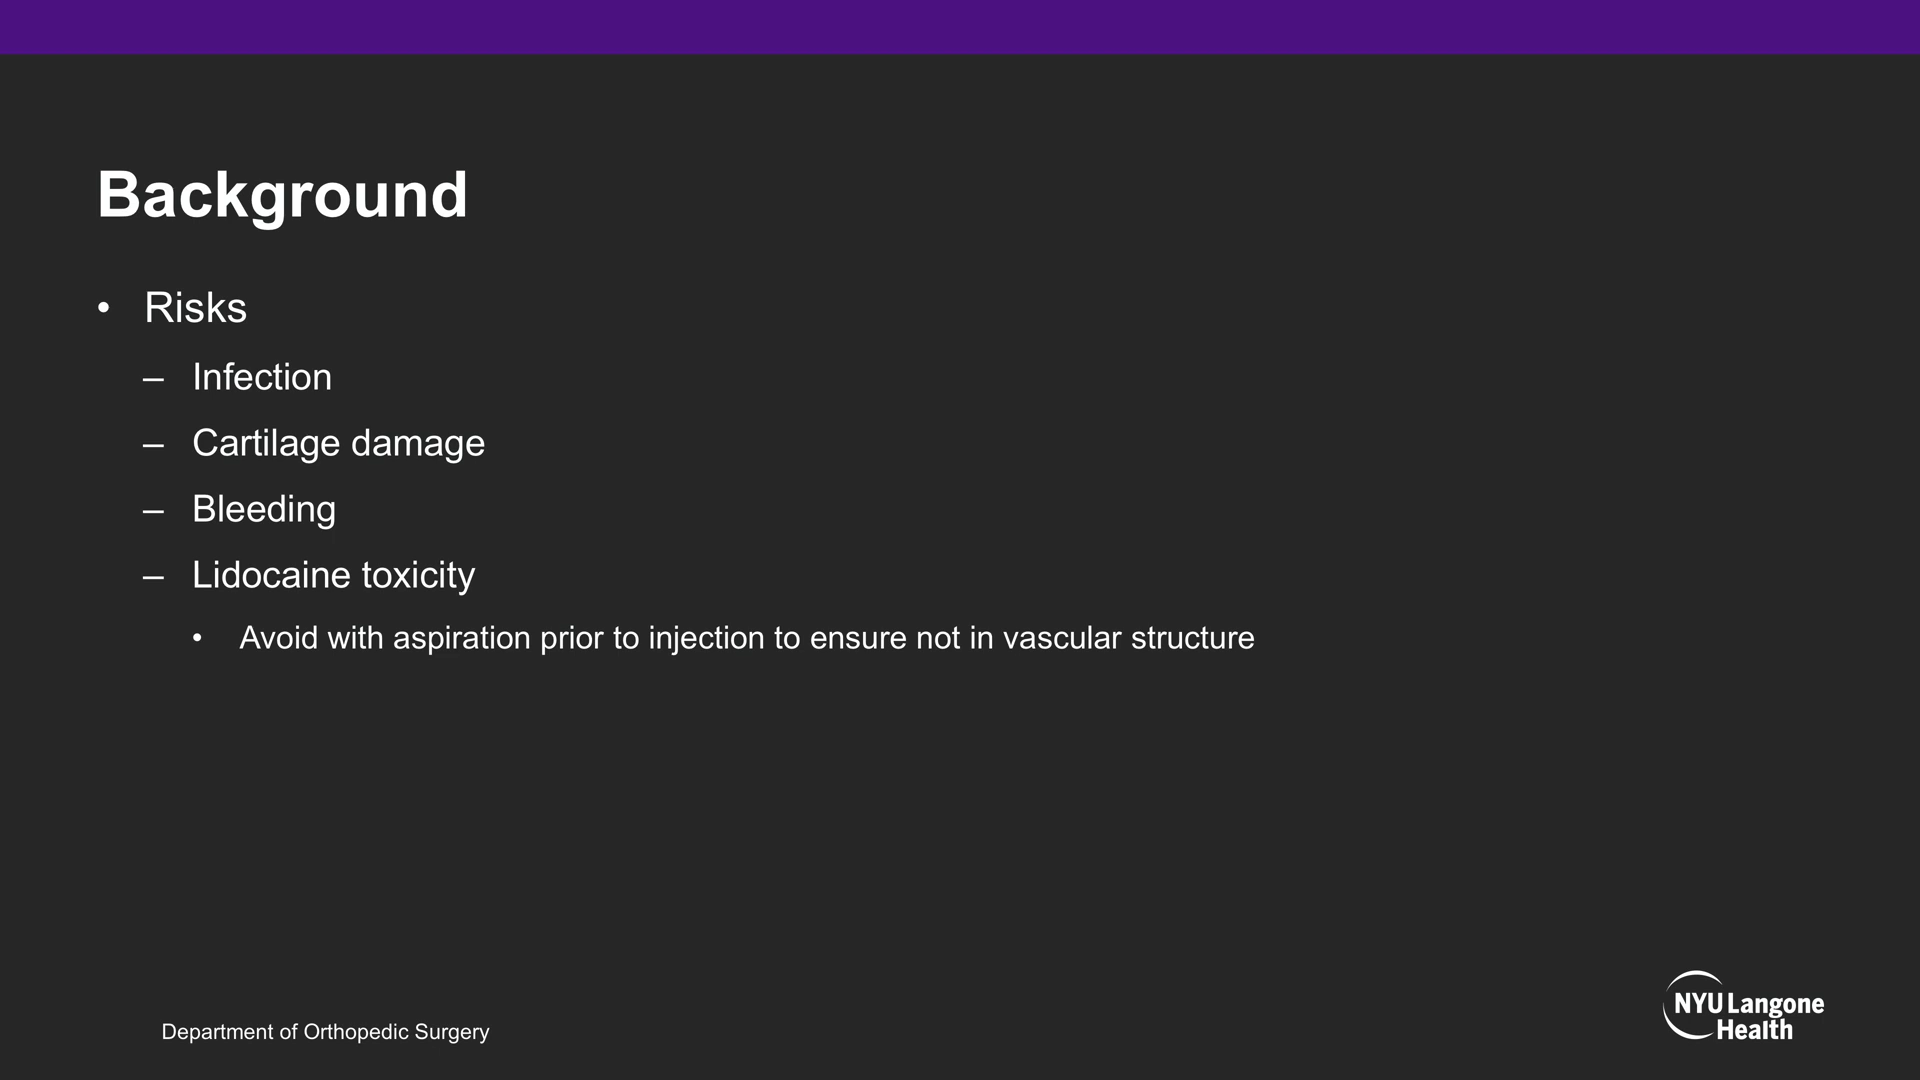 Background
• Risks
– Infection
– Cartilage damage
– Bleeding
– Lidocaine toxicity
• Avoid with aspiration prior to injection to ensure not in vascular structure
Department of Orthopedic Surgery
NYU Langone
Health